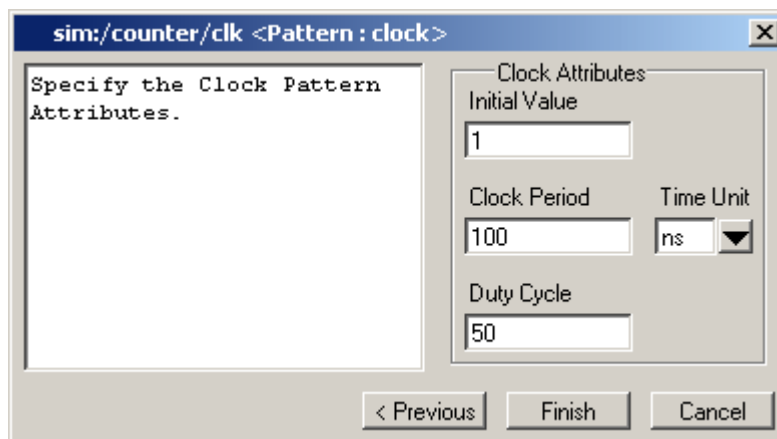 sim:/counter/clk <Pattern : clock>
Specify the Clock Pattern
Attributes.
Clock Attributes
Initial Value
1
Clock Period
Time Unit
100
ns
Duty Cycle
50
< Previous
Finish
Cancel